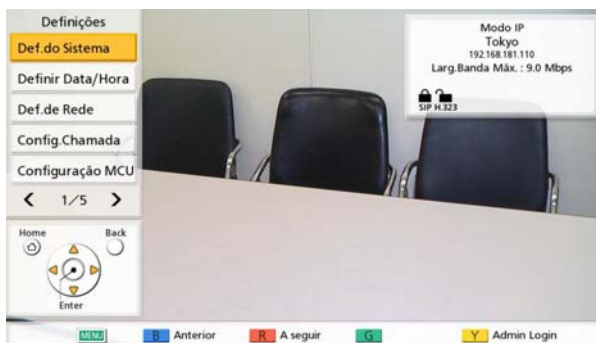 Definições
Def.do Sistema
Definir Data/Hora
Def.de Rede
Config.Chamada
Configuração MCU
1/5
Modo IP
Tokyo
192.168.181.110
Larg.Banda Máx. : 9.0 Mbps
SIP H.323
Home Back
Enter
MENU B Anterior R A seguir G Y Admin Login